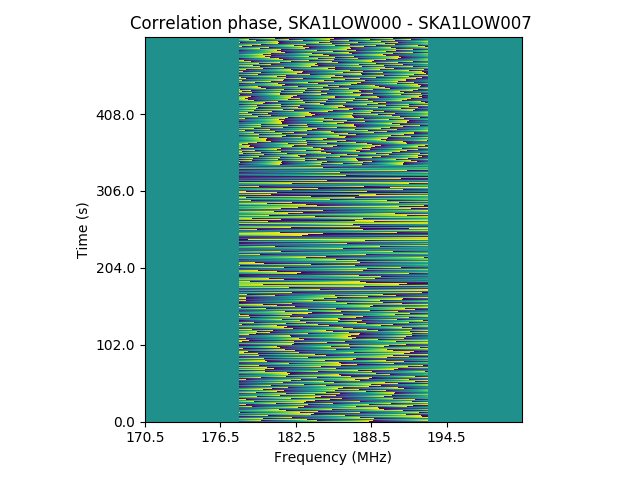 Correlation phase, SKA1LOW000 - SKA1LOW007
Time (s)
408.0
306.0
204.0
102.0
0.0
170.5 176.5 182.5 188.5 194.5
Frequency (MHz)